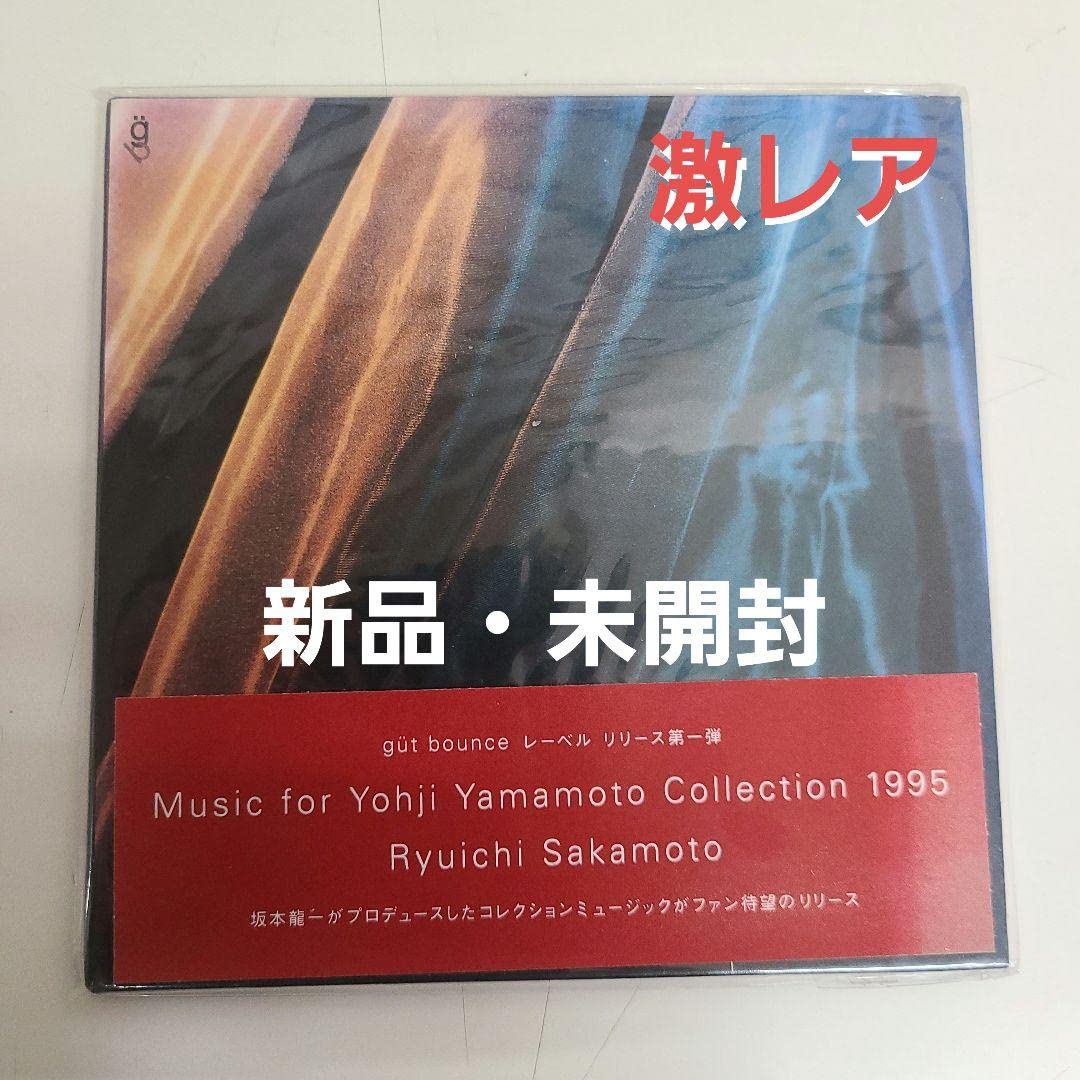 gb
激レア
新品・未開封
güt bounce レーベル リリース第一弾
Music for Yohji Yamamoto Collection 1995
Ryuichi Sakamoto
坂本龍一がプロデュースしたコレクションミュージックがファン待望のリリース